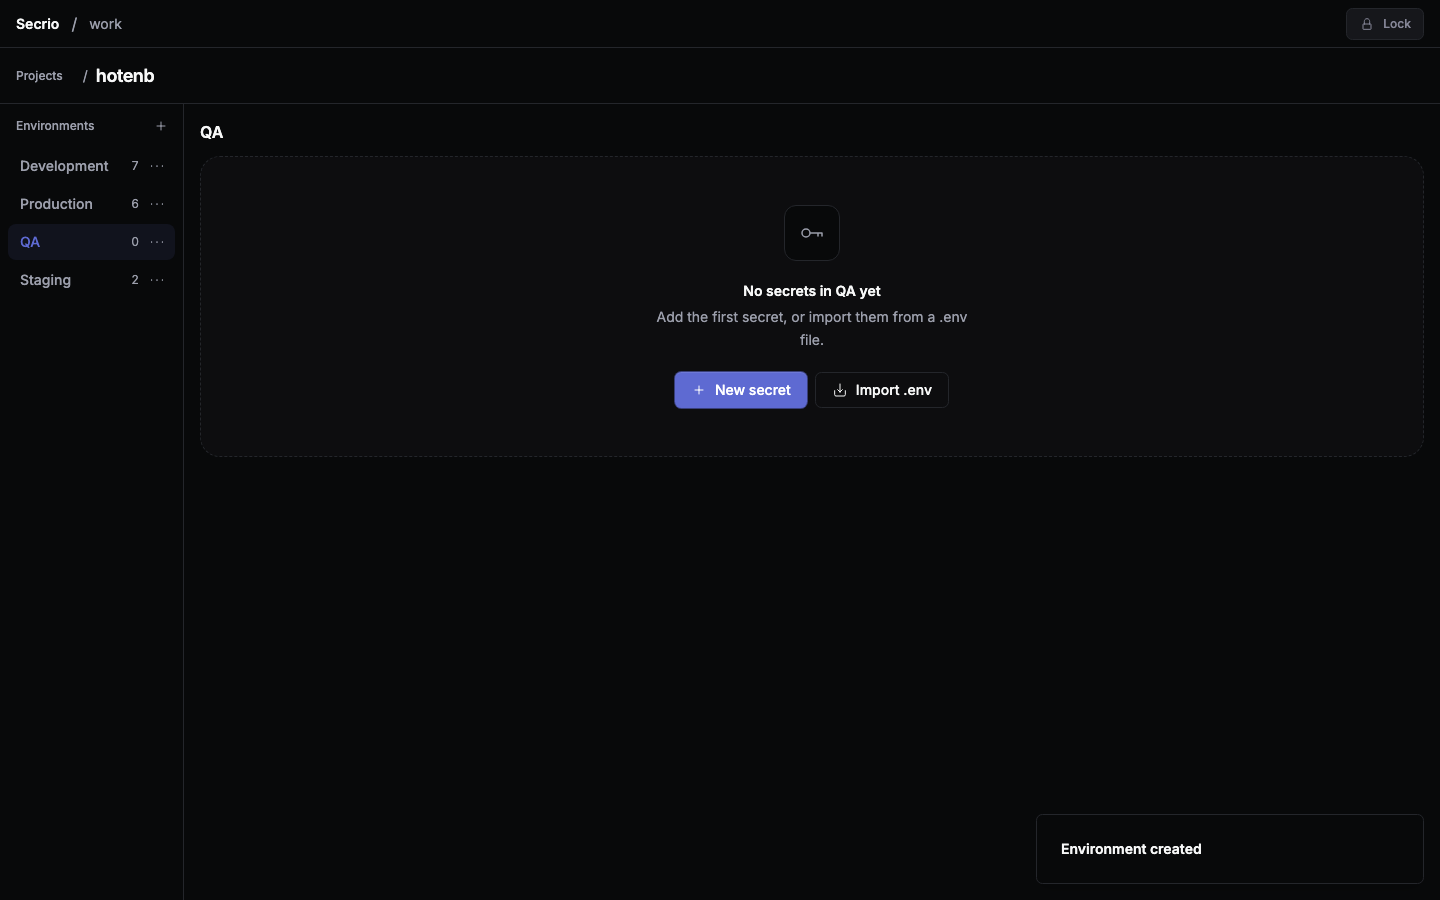 Secrio / work
Lock
Projects / hotenb
Environments +
Development 7 ...
Production 6 ...
QA 0 ...
Staging 2 ...
QA
No secrets in QA yet
Add the first secret, or import them from a .env
file.
+ New secret
Import .env
Environment created